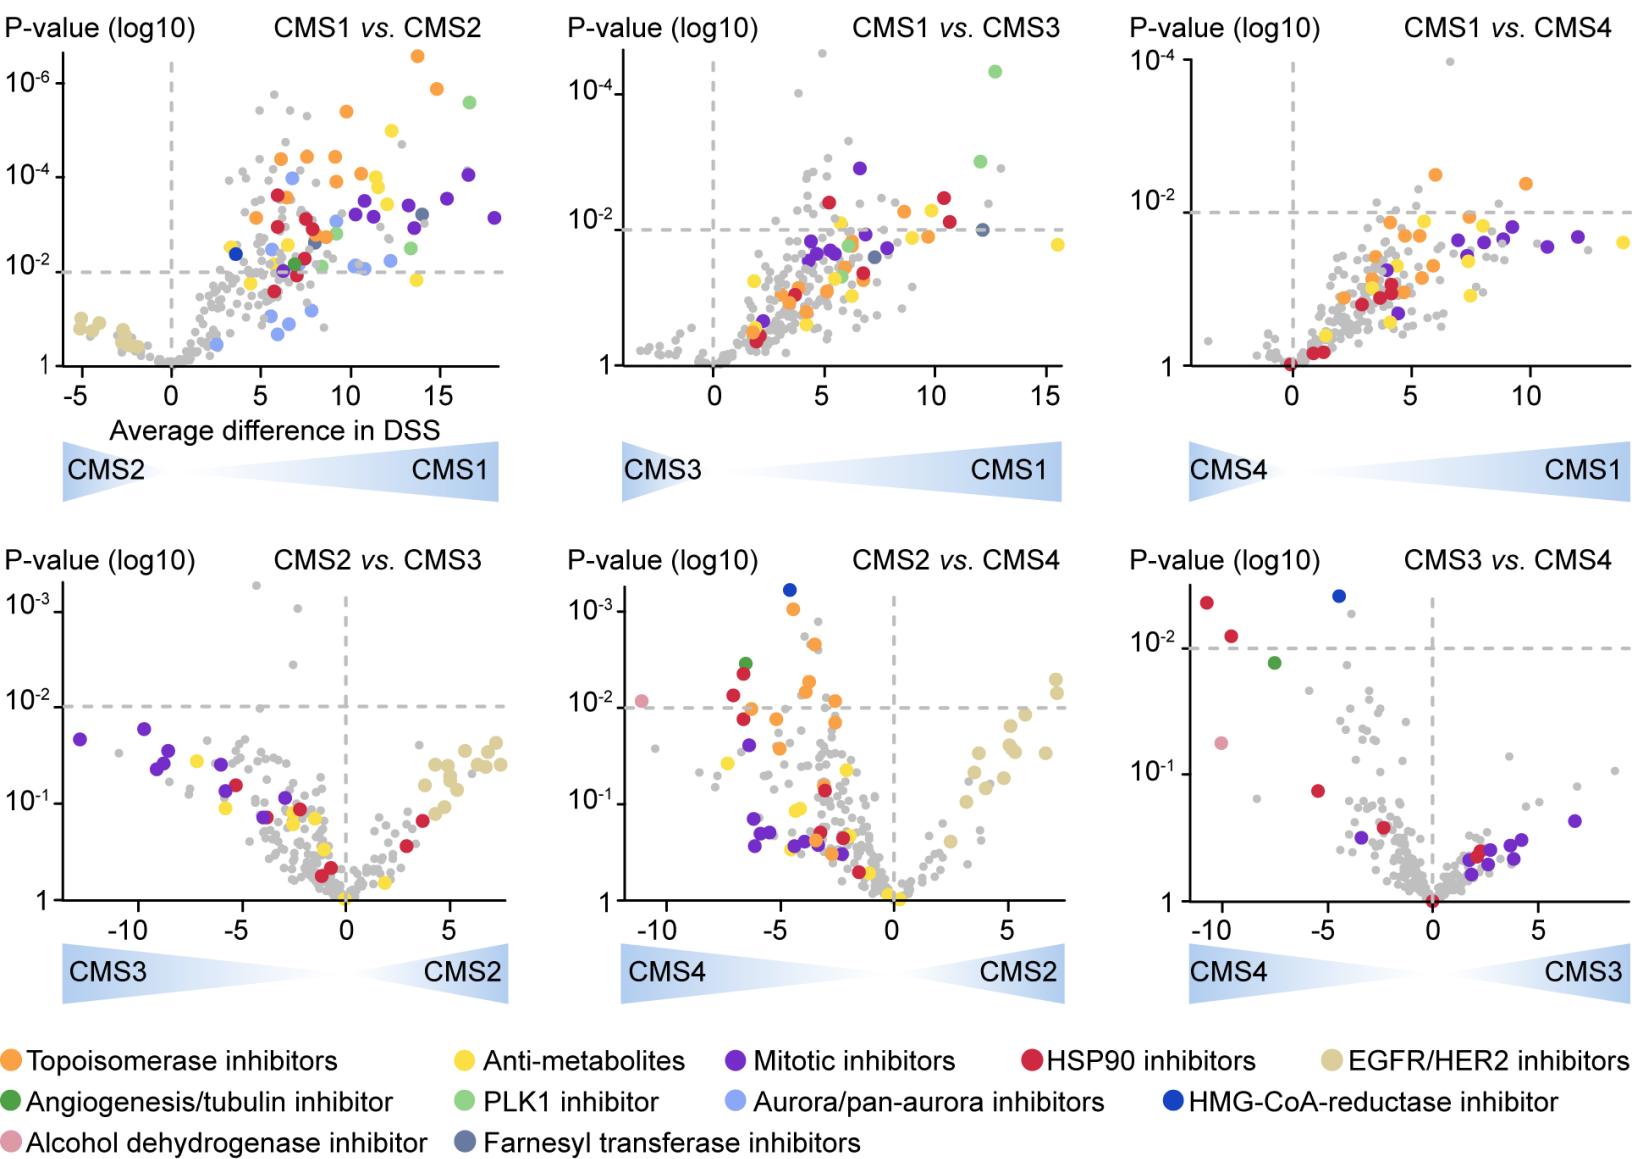 P-value (log10) CMS1 vs. CMS2
10-6
10-4
10-2
1
-5 0 5 10 15
Average difference in DSS
CMS2 CMS1
P-value (log10) CMS1 vs. CMS3
10-4
10-2
1
0 5 10 15
CMS3 CMS1
P-value (log10) CMS1 vs. CMS4
10-4
10-2
1
0 5 10
CMS4 CMS1
P-value (log10) CMS2 vs. CMS3
10-3
10-2
10-1
1
-10 -5 0 5
CMS3 CMS2
P-value (log10) CMS2 vs. CMS4
10-3
10-2
10-1
1
-10 -5 0 5
CMS4 CMS2
P-value (log10) CMS3 vs. CMS4
10-2
10-1
1
-10 -5 0 5
CMS4 CMS3
Topoisomerase inhibitors Anti-metabolites Mitotic inhibitors HSP90 inhibitors EGFR/HER2 inhibitors
Angiogenesis/tubulin inhibitor PLK1 inhibitor Aurora/pan-aurora inhibitors HMG-CoA-reductase inhibitor
Alcohol dehydrogenase inhibitor Farnesyl transferase inhibitors